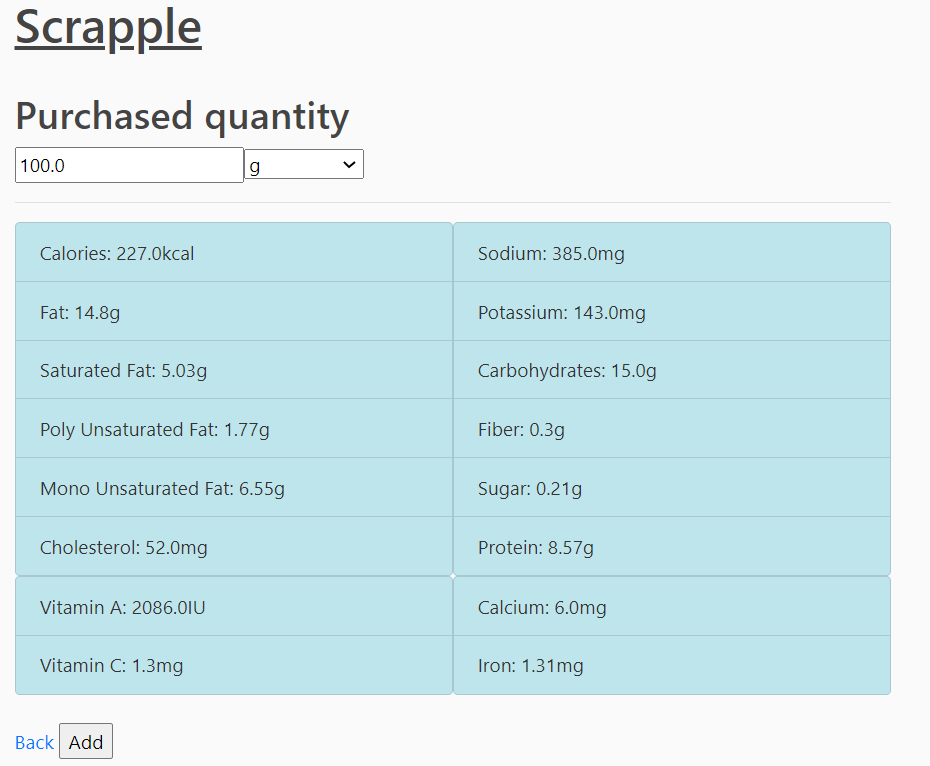 Scrapple
Purchased quantity
100.0 g
Calories: 227.0kcal
Fat: 14.8g
Saturated Fat: 5.03g
Poly Unsaturated Fat: 1.77g
Mono Unsaturated Fat: 6.55g
Cholesterol: 52.0mg
Sodium: 385.0mg
Potassium: 143.0mg
Carbohydrates: 15.0g
Fiber: 0.3g
Sugar: 0.21g
Protein: 8.57g
Vitamin A: 2086.0IU
Vitamin C: 1.3mg
Calcium: 6.0mg
Iron: 1.31mg
Back Add